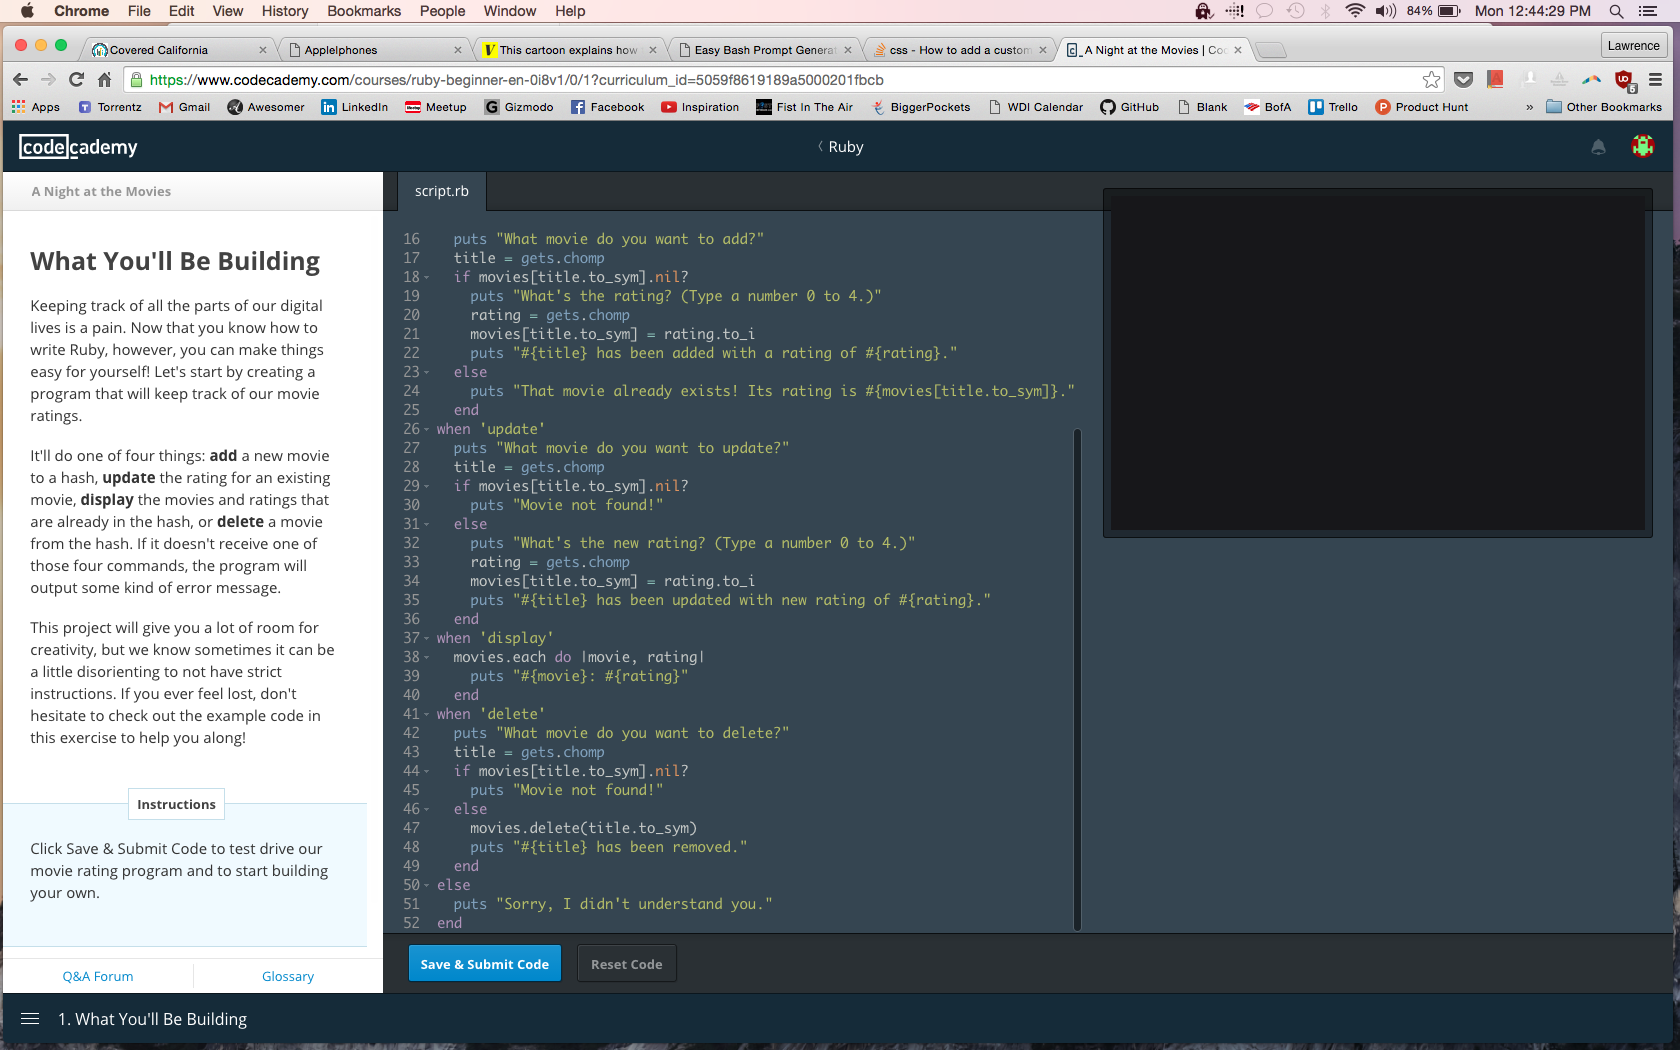 Chrome File Edit View History Bookmarks People Window Help 84% Mon 12:44:29 PM
Covered California
AppleIphones
This cartoon explains how
Easy Bash Prompt Generat
css - How to add a custom
A Night at the Movies | Co
Lawrence
https://www.codecademy.com/courses/ruby-beginner-en-0i8v1/0/1?curriculum_id=5059f8619189a5000201fbcb
Apps Torrentz Gmail Awesomer LinkedIn Meetup Gizmodo Facebook Inspiration Fist In The Air BiggerPockets WDI Calendar GitHub Blank BofA Trello Product Hunt » Other Bookmarks
codecademy
Ruby
A Night at the Movies
What You'll Be Building
Keeping track of all the parts of our digital
lives is a pain. Now that you know how to
write Ruby, however, you can make things
easy for yourself! Let's start by creating a
program that will keep track of our movie
ratings.
It'll do one of four things: add a new movie
to a hash, update the rating for an existing
movie, display the movies and ratings that
are already in the hash, or delete a movie
from the hash. If it doesn't receive one of
those four commands, the program will
output some kind of error message.
This project will give you a lot of room for
creativity, but we know sometimes it can be
a little disorienting to not have strict
instructions. If you ever feel lost, don't
hesitate to check out the example code in
this exercise to help you along!
Instructions
Click Save & Submit Code to test drive our
movie rating program and to start building
your own.
Q&A Forum Glossary
script.rb
16 puts "What movie do you want to add?"
17 title = gets.chomp
18 if movies[title.to_sym].nil?
19 puts "What's the rating? (Type a number 0 to 4.)"
20 rating = gets.chomp
21 movies[title.to_sym] = rating.to_i
22 puts "#{title} has been added with a rating of #{rating}."
23 else
24 puts "That movie already exists! Its rating is #{movies[title.to_sym]}."
25 end
26 when 'update'
27 puts "What movie do you want to update?"
28 title = gets.chomp
29 if movies[title.to_sym].nil?
30 puts "Movie not found!"
31 else
32 puts "What's the new rating? (Type a number 0 to 4.)"
33 rating = gets.chomp
34 movies[title.to_sym] = rating.to_i
35 puts "#{title} has been updated with new rating of #{rating}."
36 end
37 when 'display'
38 movies.each do |movie, rating|
39 puts "#{movie}: #{rating}"
40 end
41 when 'delete'
42 puts "What movie do you want to delete?"
43 title = gets.chomp
44 if movies[title.to_sym].nil?
45 puts "Movie not found!"
46 else
47 movies.delete(title.to_sym)
48 puts "#{title} has been removed."
49 end
50 else
51 puts "Sorry, I didn't understand you."
52 end
Save & Submit Code Reset Code
1. What You'll Be Building